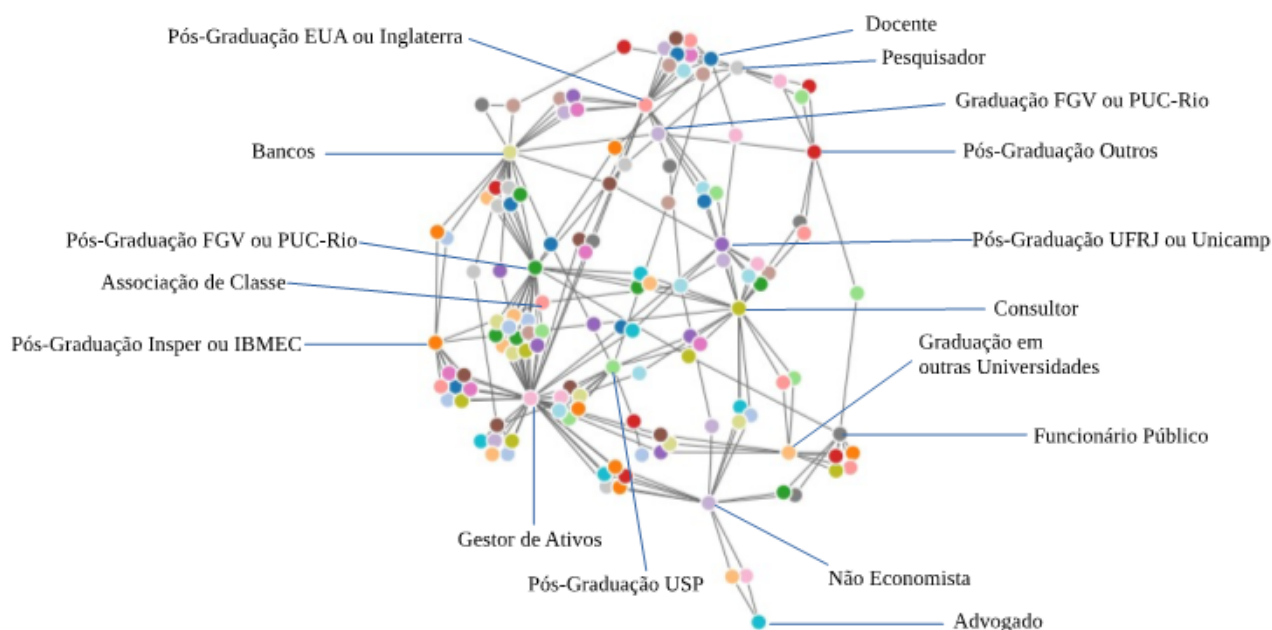 Docente
Pós-Graduação EUA ou Inglaterra
Pesquisador
Graduação FGV ou PUC-Rio
Bancos
Pós-Graduação Outros
Pós-Graduação FGV ou PUC-Rio
Pós-Graduação UFRJ ou Unicamp
Associação de Classe
Consultor
Pós-Graduação Insper ou IBMEC
Graduação em
outras Universidades
Funcionário Público
Gestor de Ativos
Pós-Graduação USP
Não Economista
Advogado